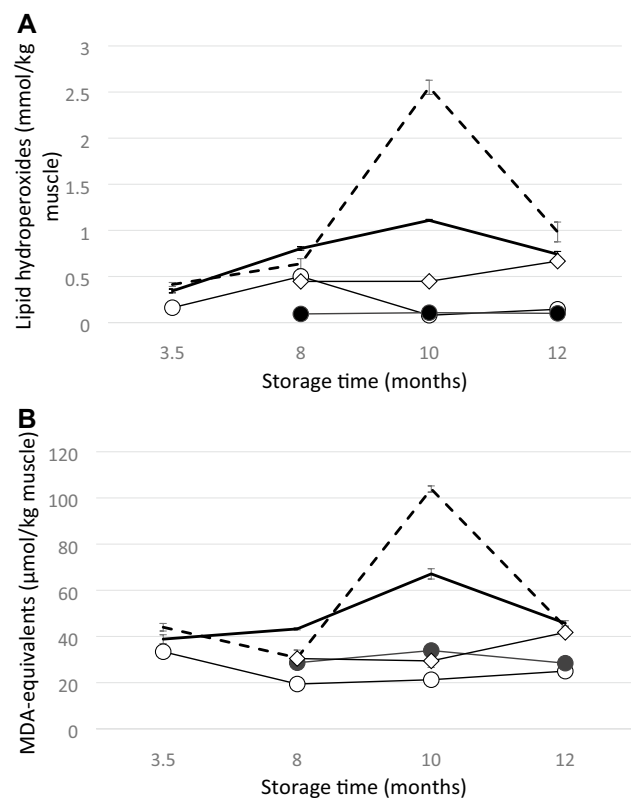 A
Lipid hydroperoxides (mmol/kg
muscle)
3
2.5
2
1.5
1
0.5
0
3.5 8 10 12
Storage time (months)
B
MDA-equivalents (µmol/kg muscle)
120
100
80
60
40
20
0
3.5 8 10 12
Storage time (months)